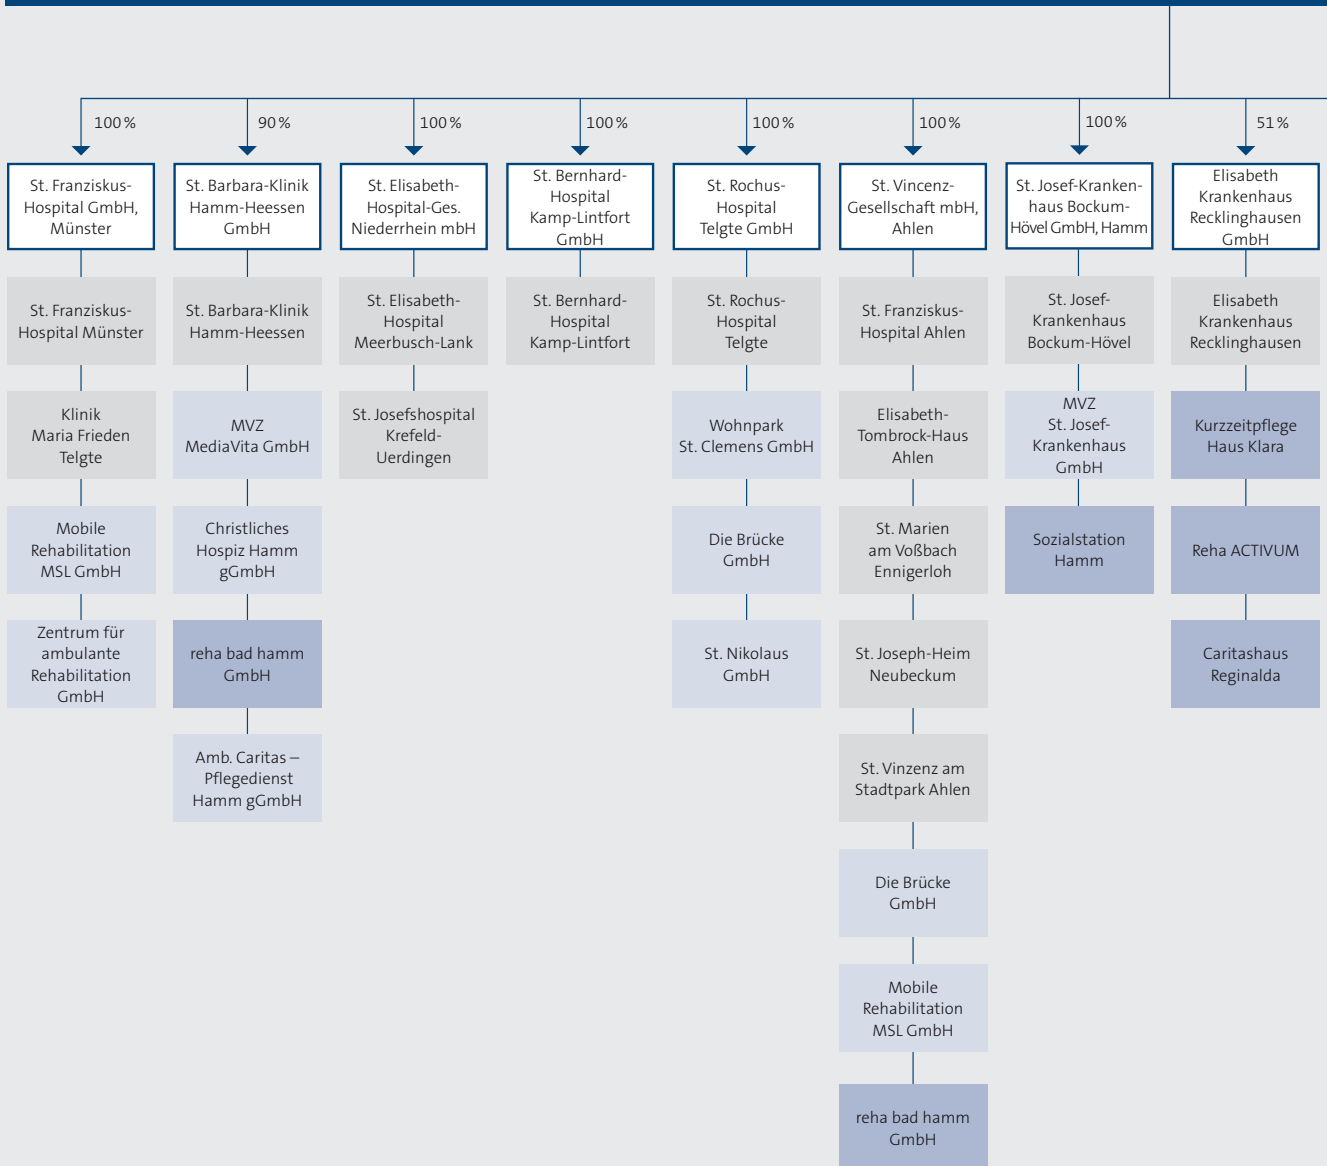 100 %
90 %
100 %
100 %
100 %
100 %
100 %
51 %
St. Franziskus-
Hospital GmbH,
Münster
St. Barbara-Klinik
Hamm-Heessen
GmbH
St. Elisabeth-
Hospital-Ges.
Niederrhein mbH
St. Bernhard-
Hospital
Kamp-Lintfort
GmbH
St. Rochus-
Hospital
Telgte GmbH
St. Vincenz-
Gesellschaft mbH,
Ahlen
St. Josef-Kranken-
haus Bockum-
Hövel GmbH, Hamm
Elisabeth
Krankenhaus
Recklinghausen
GmbH
St. Franziskus-
Hospital Münster
St. Barbara-Klinik
Hamm-Heessen
St. Elisabeth-
Hospital
Meerbusch-Lank
St. Bernhard-
Hospital
Kamp-Lintfort
St. Rochus-
Hospital
Telgte
St. Franziskus-
Hospital Ahlen
St. Josef-
Krankenhaus
Bockum-Hövel
Elisabeth
Krankenhaus
Recklinghausen
Klinik
Maria Frieden
Telgte
MVZ
MediaVita GmbH
St. Josefshospital
Krefeld-
Uerdingen
Wohnpark
St. Clemens GmbH
Elisabeth-
Tombrock-Haus
Ahlen
MVZ
St. Josef-
Krankenhaus
GmbH
Kurzzeitpflege
Haus Klara
Mobile
Rehabilitation
MSL GmbH
Christliches
Hospiz Hamm
gGmbH
Die Brücke
GmbH
St. Marien
am Voßbach
Ennigerloh
Sozialstation
Hamm
Reha ACTIVUM
Zentrum für
ambulante
Rehabilitation
GmbH
reha bad hamm
GmbH
St. Nikolaus
GmbH
St. Joseph-Heim
Neubeckum
Caritashaus
Reginalda
Amb. Caritas –
Pflegedienst
Hamm gGmbH
St. Vinzenz am
Stadtpark Ahlen
Die Brücke
GmbH
Mobile
Rehabilitation
MSL GmbH
reha bad hamm
GmbH